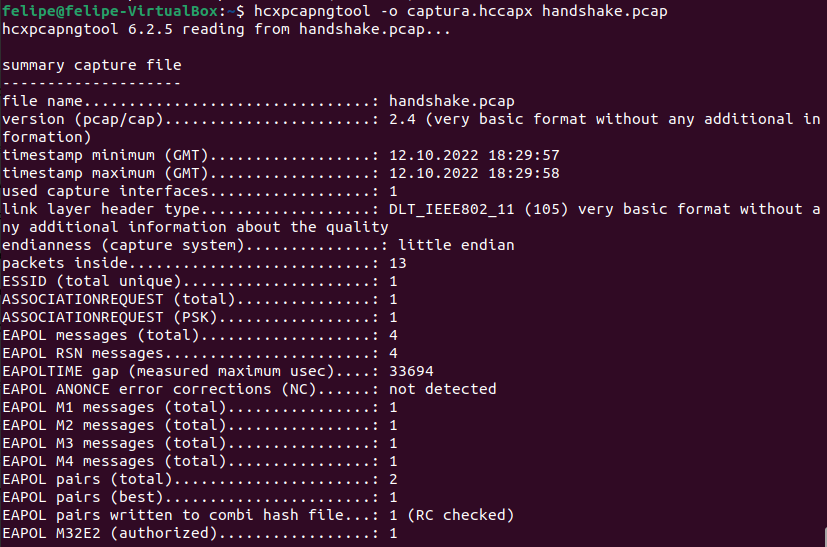 felipe@felipe-VirtualBox:~$ hcxpcapngtool -o captura.hccapx handshake.pcap
hcxpcapngtool 6.2.5 reading from handshake.pcap...
summary capture file
--------------------
file name................................: handshake.pcap
version (pcap/cap).......................: 2.4 (very basic format without any additional in
formation)
timestamp minimum (GMT)..................: 12.10.2022 18:29:57
timestamp maximum (GMT)..................: 12.10.2022 18:29:58
used capture interfaces..................: 1
link layer header type...................: DLT_IEEE802_11 (105) very basic format without a
ny additional information about the quality
endianness (capture system)...............: little endian
packets inside...........................: 13
ESSID (total unique).....................: 1
ASSOCIATIONREQUEST (total)...............: 1
ASSOCIATIONREQUEST (PSK).................: 1
EAPOL messages (total)...................: 4
EAPOL RSN messages.......................: 4
EAPOLTIME gap (measured maximum usec)....: 33694
EAPOL ANONCE error corrections (NC)......: not detected
EAPOL M1 messages (total)................: 1
EAPOL M2 messages (total)................: 1
EAPOL M3 messages (total)................: 1
EAPOL M4 messages (total)................: 1
EAPOL pairs (total)......................: 2
EAPOL pairs (best).......................: 1
EAPOL pairs written to combi hash file...: 1 (RC checked)
EAPOL M32E2 (authorized).................: 1